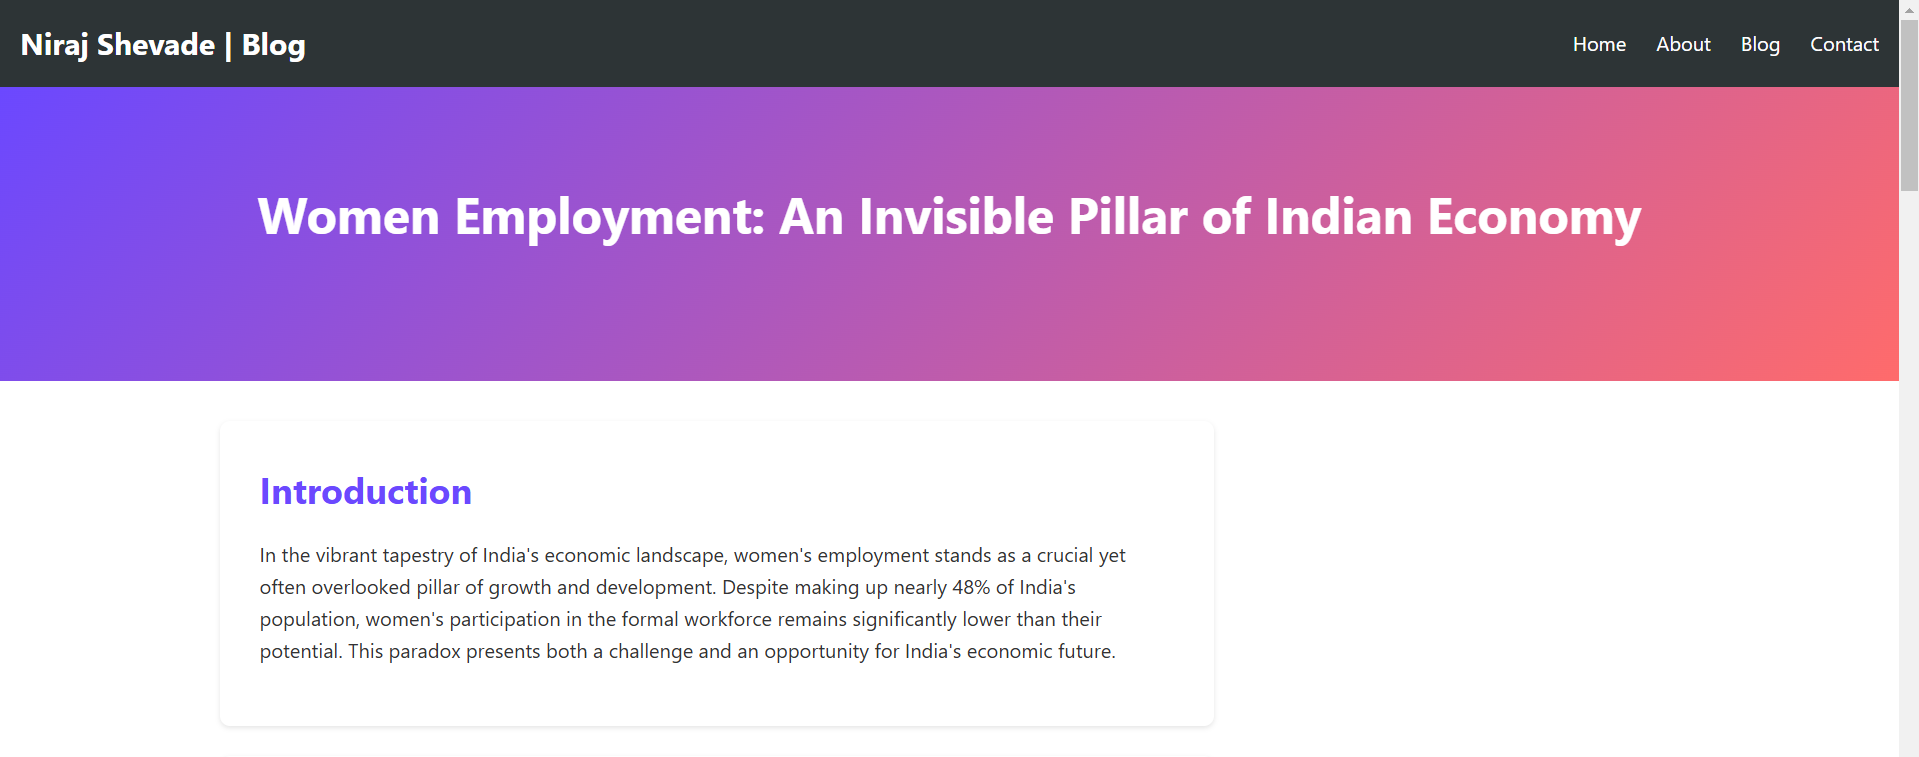 Niraj Shevade | Blog
Home About Blog Contact
Women Employment: An Invisible Pillar of Indian Economy
Introduction
In the vibrant tapestry of India's economic landscape, women's employment stands as a crucial yet
often overlooked pillar of growth and development. Despite making up nearly 48% of India's
population, women's participation in the formal workforce remains significantly lower than their
potential. This paradox presents both a challenge and an opportunity for India's economic future.